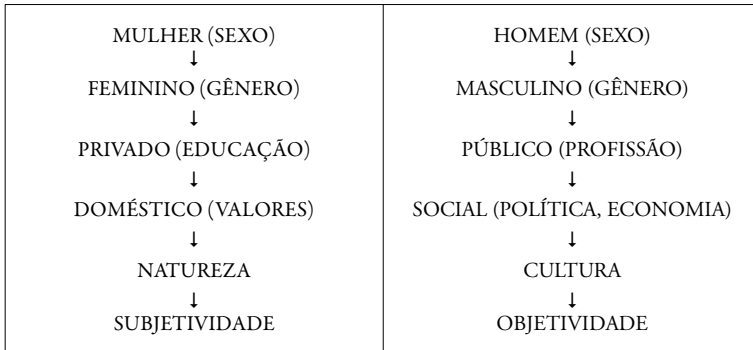 MULHER (SEXO)
↓
FEMININO (GÊNERO)
↓
PRIVADO (EDUCAÇÃO)
↓
DOMÉSTICO (VALORES)
↓
NATUREZA
↓
SUBJETIVIDADE
HOMEM (SEXO)
↓
MASCULINO (GÊNERO)
↓
PÚBLICO (PROFISSÃO)
↓
SOCIAL (POLÍTICA, ECONOMIA)
↓
CULTURA
↓
OBJETIVIDADE